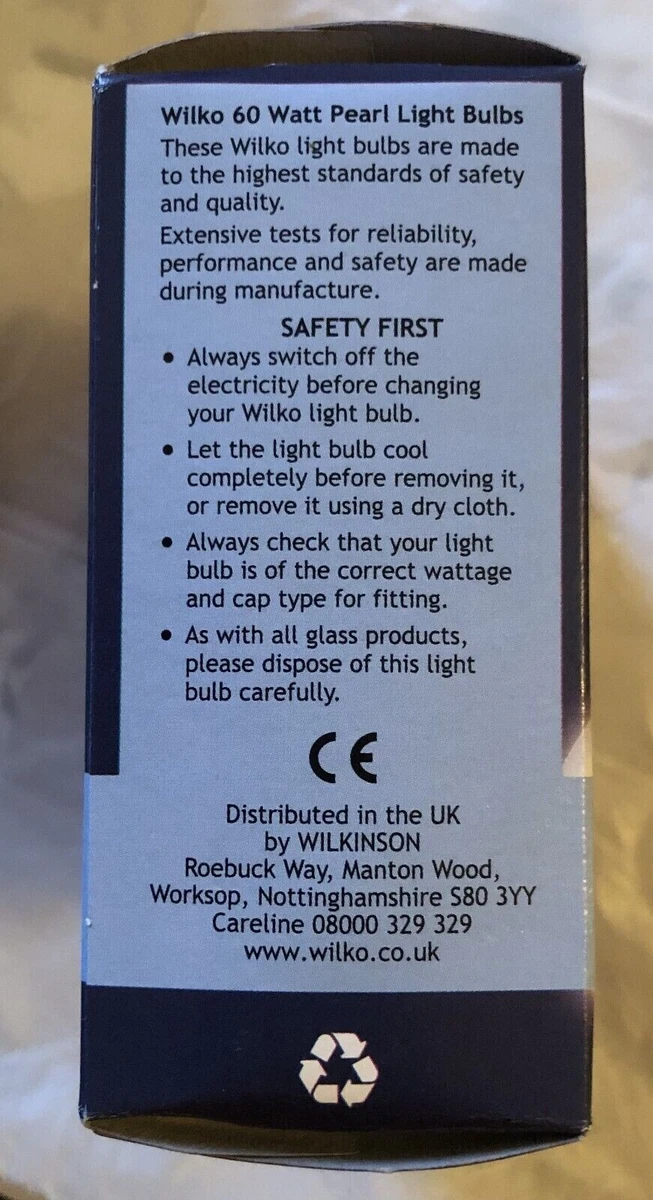 Wilko 60 Watt Pearl Light Bulbs
These Wilko light bulbs are made
to the highest standards of safety
and quality.
Extensive tests for reliability,
performance and safety are made
during manufacture.
SAFETY FIRST
• Always switch off the
electricity before changing
your Wilko light bulb.
• Let the light bulb cool
completely before removing it,
or remove it using a dry cloth.
• Always check that your light
bulb is of the correct wattage
and cap type for fitting.
• As with all glass products,
please dispose of this light
bulb carefully.
CE
Distributed in the UK
by WILKINSON
Roebuck Way, Manton Wood,
Worksop, Nottinghamshire S80 3YY
Careline 08000 329 329
www.wilko.co.uk